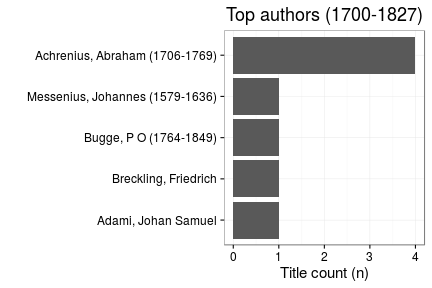 Top authors (1700-1827)
Achrenius, Abraham (1706-1769)
Messenius, Johannes (1579-1636)
Bugge, P O (1764-1849)
Breckling, Friedrich
Adami, Johan Samuel
0 1 2 3 4
Title count (n)